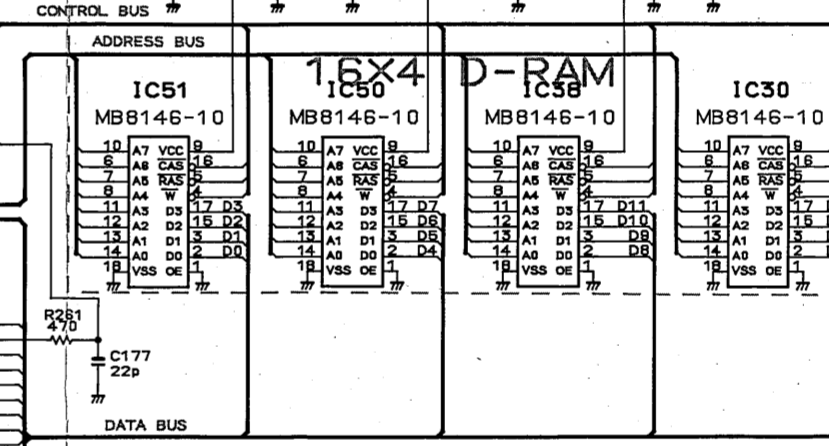 CONTROL BUS
ADDRESS BUS
16X4 D-RAM
IC51 IC50 IC38 IC30
MB8146-10 MB8146-10 MB8146-10 MB8146-10
10 A7 VCC 9 10 A7 VCC 9 10 A7 VCC 9 10 A7 VCC 9
6 A6 CAS 16 6 A6 CAS 16 6 A6 CAS 16 6 A6 CAS 16
7 A5 RAS 5 7 A5 RAS 5 7 A5 RAS 5 7 A5 RAS 5
8 A4 W 4 8 A4 W 4 8 A4 W 4 8 A4 W 4
11 A3 D3 17 D3 11 A3 D3 17 D7 11 A3 D3 17 D11 11 A3 D3 17
12 A2 D2 15 D2 12 A2 D2 15 D6 12 A2 D2 15 D10 12 A2 D2 15
13 A1 D1 3 D1 13 A1 D1 3 D5 13 A1 D1 3 D9 13 A1 D1 3
14 A0 D0 2 D0 14 A0 D0 2 D4 14 A0 D0 2 D8 14 A0 D0 2
18 VSS OE 1 18 VSS OE 1 18 VSS OE 1 18 VSS OE 1
R261
470
C177
22p
DATA BUS